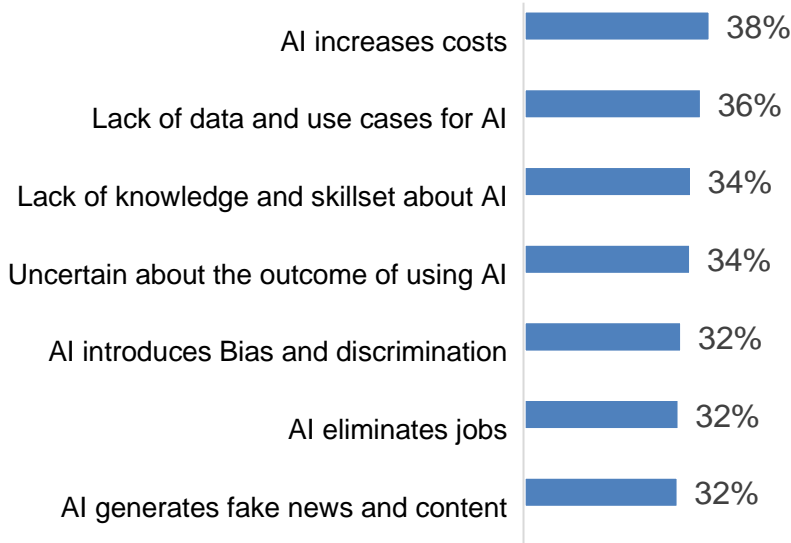 AI increases costs 38%
Lack of data and use cases for AI 36%
Lack of knowledge and skillset about AI 34%
Uncertain about the outcome of using AI 34%
AI introduces Bias and discrimination 32%
AI eliminates jobs 32%
AI generates fake news and content 32%